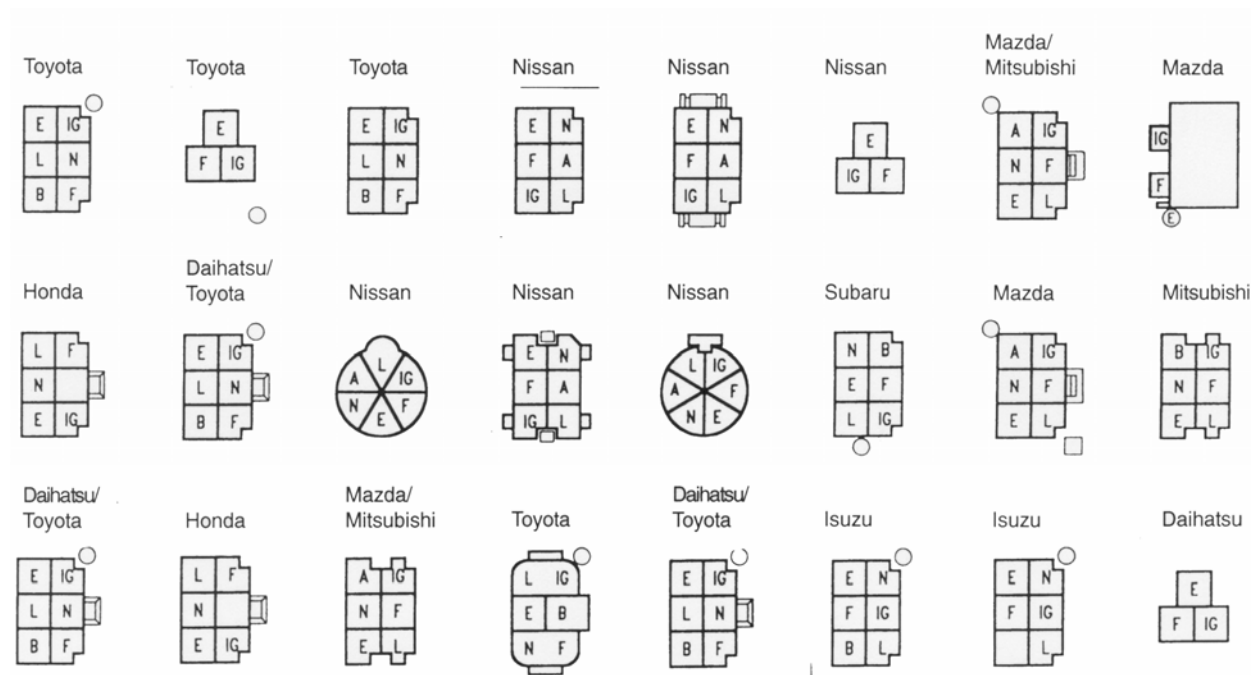 Toyota
E IG
L N
B F
Toyota
E
F IG
Toyota
E IG
L N
B F
Nissan
E N
F A
IG L
Nissan
E N
F A
IG L
Nissan
E
IG F
Mazda/
Mitsubishi
A IG
N F
E L
Mazda
IG
F
E
Honda
L F
N
E IG
Daihatsu/
Toyota
E IG
L N
B F
Nissan
L
A IG
N F
E
Nissan
E N
F A
IG L
Nissan
L IG
A F
N E
Subaru
N B
E F
L IG
Mazda
A IG
N F
E L
Mitsubishi
B IG
N F
E L
Daihatsu/
Toyota
E IG
L N
B F
Honda
L F
N
E IG
Mazda/
Mitsubishi
A IG
N F
E L
Toyota
L IG
E B
N F
Daihatsu/
Toyota
E IG
L N
B F
Isuzu
E N
F IG
B L
Isuzu
E N
F IG
L
Daihatsu
E
F IG